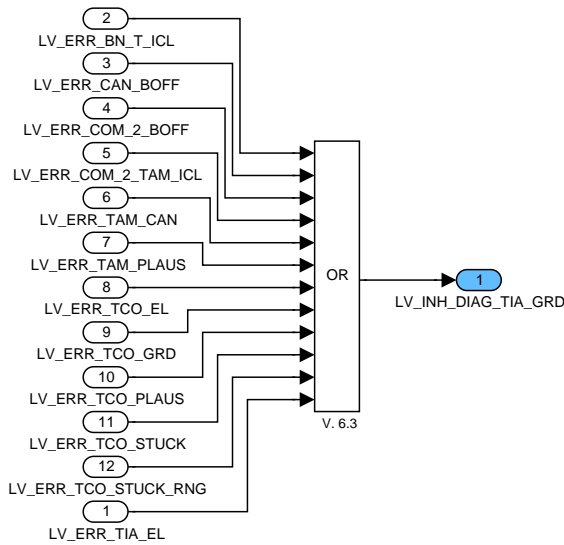 2
LV_ERR_BN_T_ICL
3
LV_ERR_CAN_BOFF
4
LV_ERR_COM_2_BOFF
5
LV_ERR_COM_2_TAM_ICL
6
LV_ERR_TAM_CAN
7
LV_ERR_TAM_PLAUS
8
LV_ERR_TCO_EL
9
LV_ERR_TCO_GRD
10
LV_ERR_TCO_PLAUS
11
LV_ERR_TCO_STUCK
12
LV_ERR_TCO_STUCK_RNG
1
LV_ERR_TIA_EL
OR
V. 6.3
1
LV_INH_DIAG_TIA_GRD